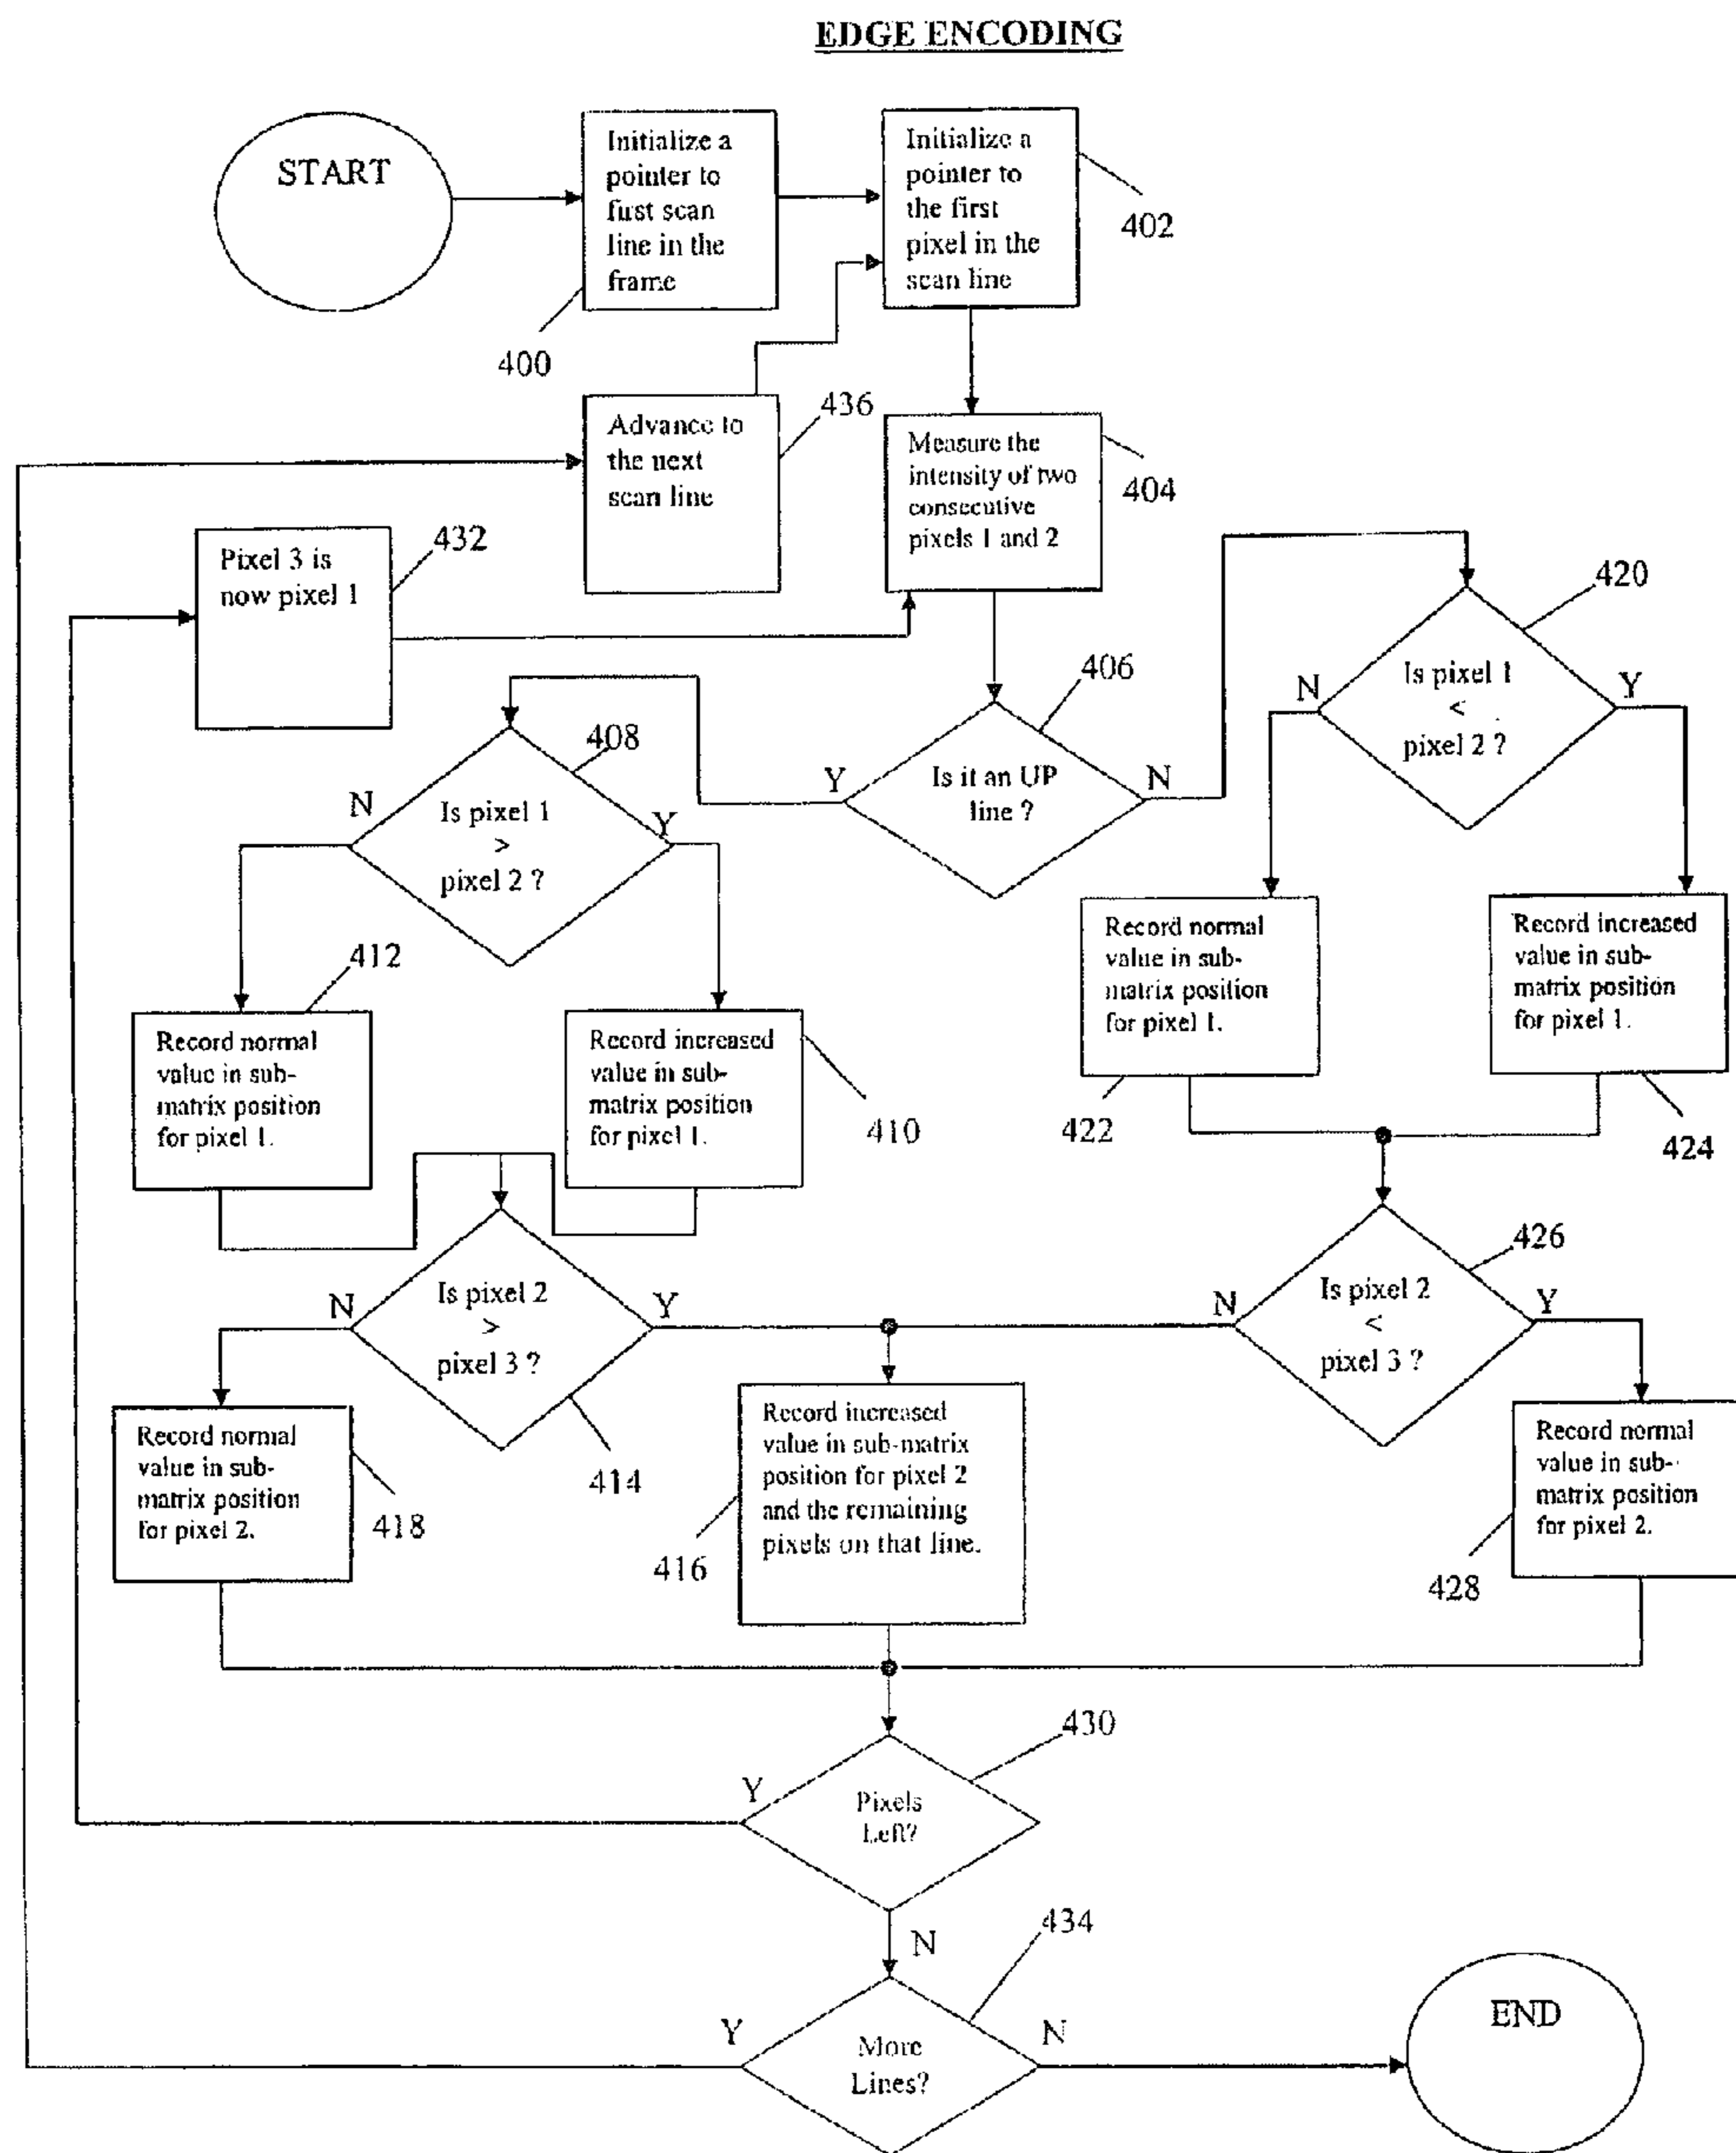 EDGE ENCODING
START
Initialize a
pointer to
first scan
line in the
frame
400
Initialize a
pointer to
the first
pixel in the
scan line
402
Advance to
the next
scan line
436
Measure the
intensity of two
consecutive
pixels 1 and 2
404
Pixel 3 is
now pixel 1
432
Is it an UP
line ?
406
Y
N
Is pixel 1
<
pixel 2 ?
420
N
Y
Is pixel 1
>
pixel 2 ?
408
N
Y
Record normal
value in sub-
matrix position
for pixel 1.
412
Record increased
value in sub-
matrix position
for pixel 1.
410
Record normal
value in sub-
matrix position
for pixel 1.
422
Record increased
value in sub-
matrix position
for pixel 1.
424
Is pixel 2
>
pixel 3 ?
414
N
Y
Is pixel 2
<
pixel 3 ?
426
N
Y
Record normal
value in sub-
matrix position
for pixel 2.
418
Record increased
value in sub-matrix
position for pixel 2
and the remaining
pixels on that line.
416
Record normal
value in sub-
matrix position
for pixel 2.
428
Pixels
Left?
430
Y
N
More
Lines?
434
Y
N
END